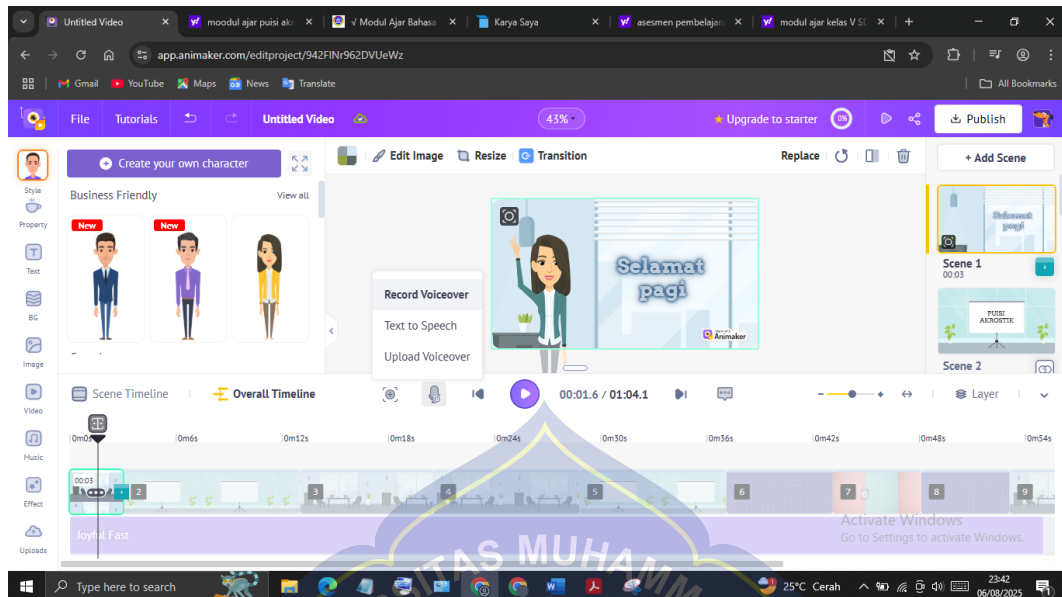 Untitled Video
moodul ajar puisi akr
√ Modul Ajar Bahasa
Karya Saya
asesmen pembelajar
modul ajar kelas V SD
app.animaker.com/editproject/942FINr962DVUeWz
Gmail
YouTube
Maps
News
Translate
All Bookmarks
File
Tutorials
Untitled Video
43%
Upgrade to starter
0%
Publish
Create your own character
Edit Image
Resize
Transition
Replace
+ Add Scene
Style
Property
Text
BG
Image
Video
Music
Effect
Uploads
Business Friendly
View all
New
New
Record Voiceover
Text to Speech
Upload Voiceover
Selamat
pagi
Made with
Animaker
Selamat
pagi
Scene 1
00:03
PUISI
AKROSTIK
Scene 2
Scene Timeline
Overall Timeline
00:01.6 / 01:04.1
Layer
0m0s
0m6s
0m12s
0m18s
0m24s
0m30s
0m36s
0m42s
0m48s
0m54s
00:03
2
3
4
5
6
7
8
9
Joyful Fast
Activate Windows
Go to Settings to activate Windows.
ITAS MUHAMM
Type here to search
25°C Cerah
23:42
06/08/2025